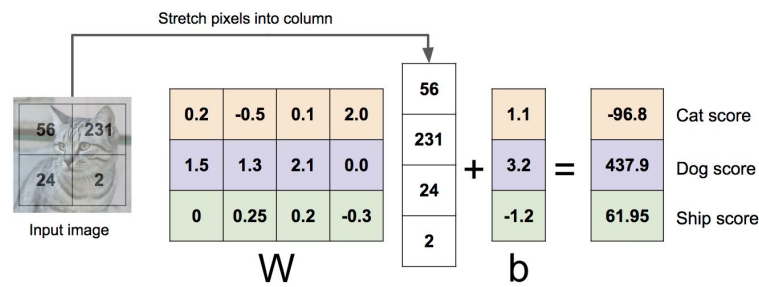 Stretch pixels into column
56 231
24 2
Input image
0.2 -0.5 0.1 2.0
1.5 1.3 2.1 0.0
0 0.25 0.2 -0.3
W
56
231
24
2
+
1.1
3.2
-1.2
b
=
-96.8 Cat score
437.9 Dog score
61.95 Ship score